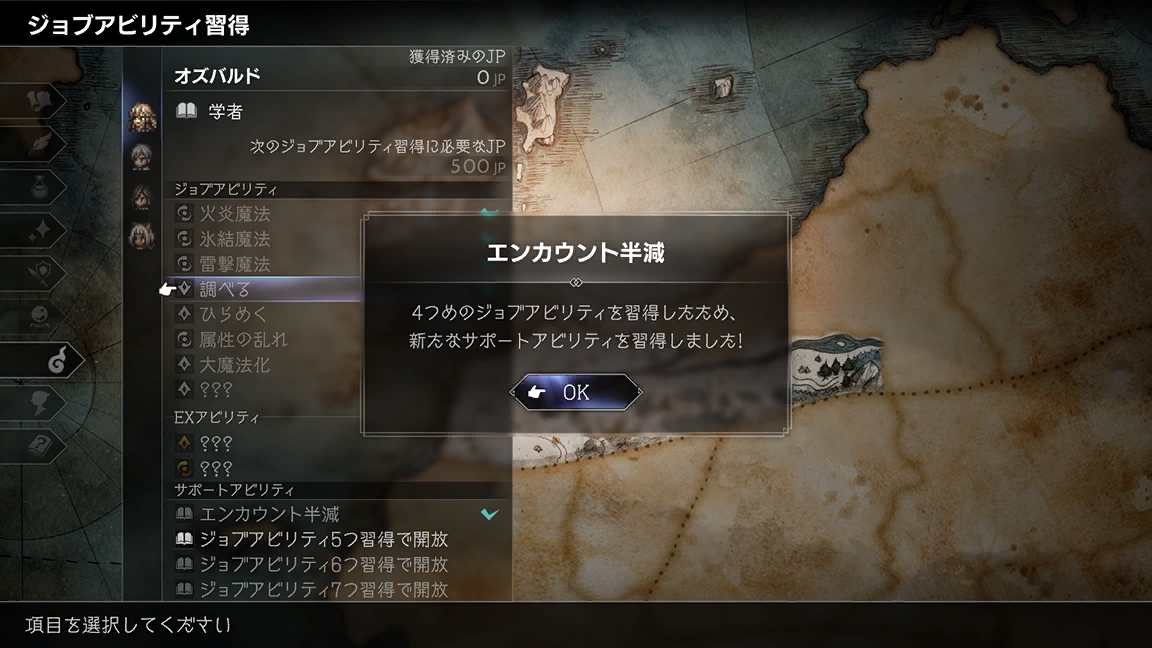 ジョブアビリティ習得
獲得済みのJP
オズバルド
0 JP
学者
次のジョブアビリティ習得に必要なJP
500 JP
ジョブアビリティ
火炎魔法
氷結魔法
雷撃魔法
調べる
ひらめく
属性の乱れ
大魔法化
???
EXアビリティ
???
???
サポートアビリティ
エンカウント半減
ジョブアビリティ5つ習得で開放
ジョブアビリティ6つ習得で開放
ジョブアビリティ7つ習得で開放
エンカウント半減
4つめのジョブアビリティを習得したため、
新たなサポートアビリティを習得しました!
OK
項目を選択してください